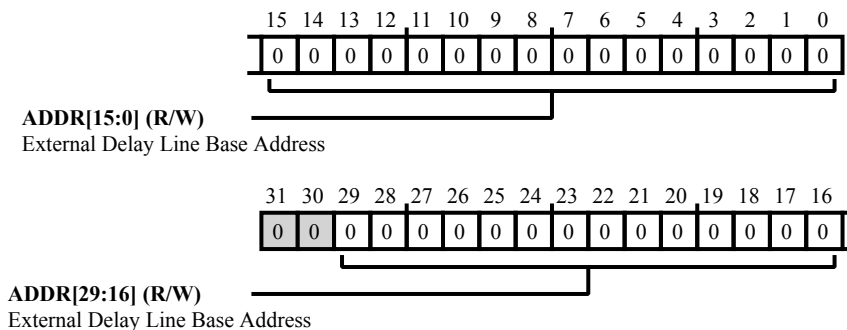 15 14 13 12 11 10 9 8 7 6 5 4 3 2 1 0
0 0 0 0 0 0 0 0 0 0 0 0 0 0 0 0
ADDR[15:0] (R/W)
External Delay Line Base Address
31 30 29 28 27 26 25 24 23 22 21 20 19 18 17 16
0 0 0 0 0 0 0 0 0 0 0 0 0 0 0 0
ADDR[29:16] (R/W)
External Delay Line Base Address